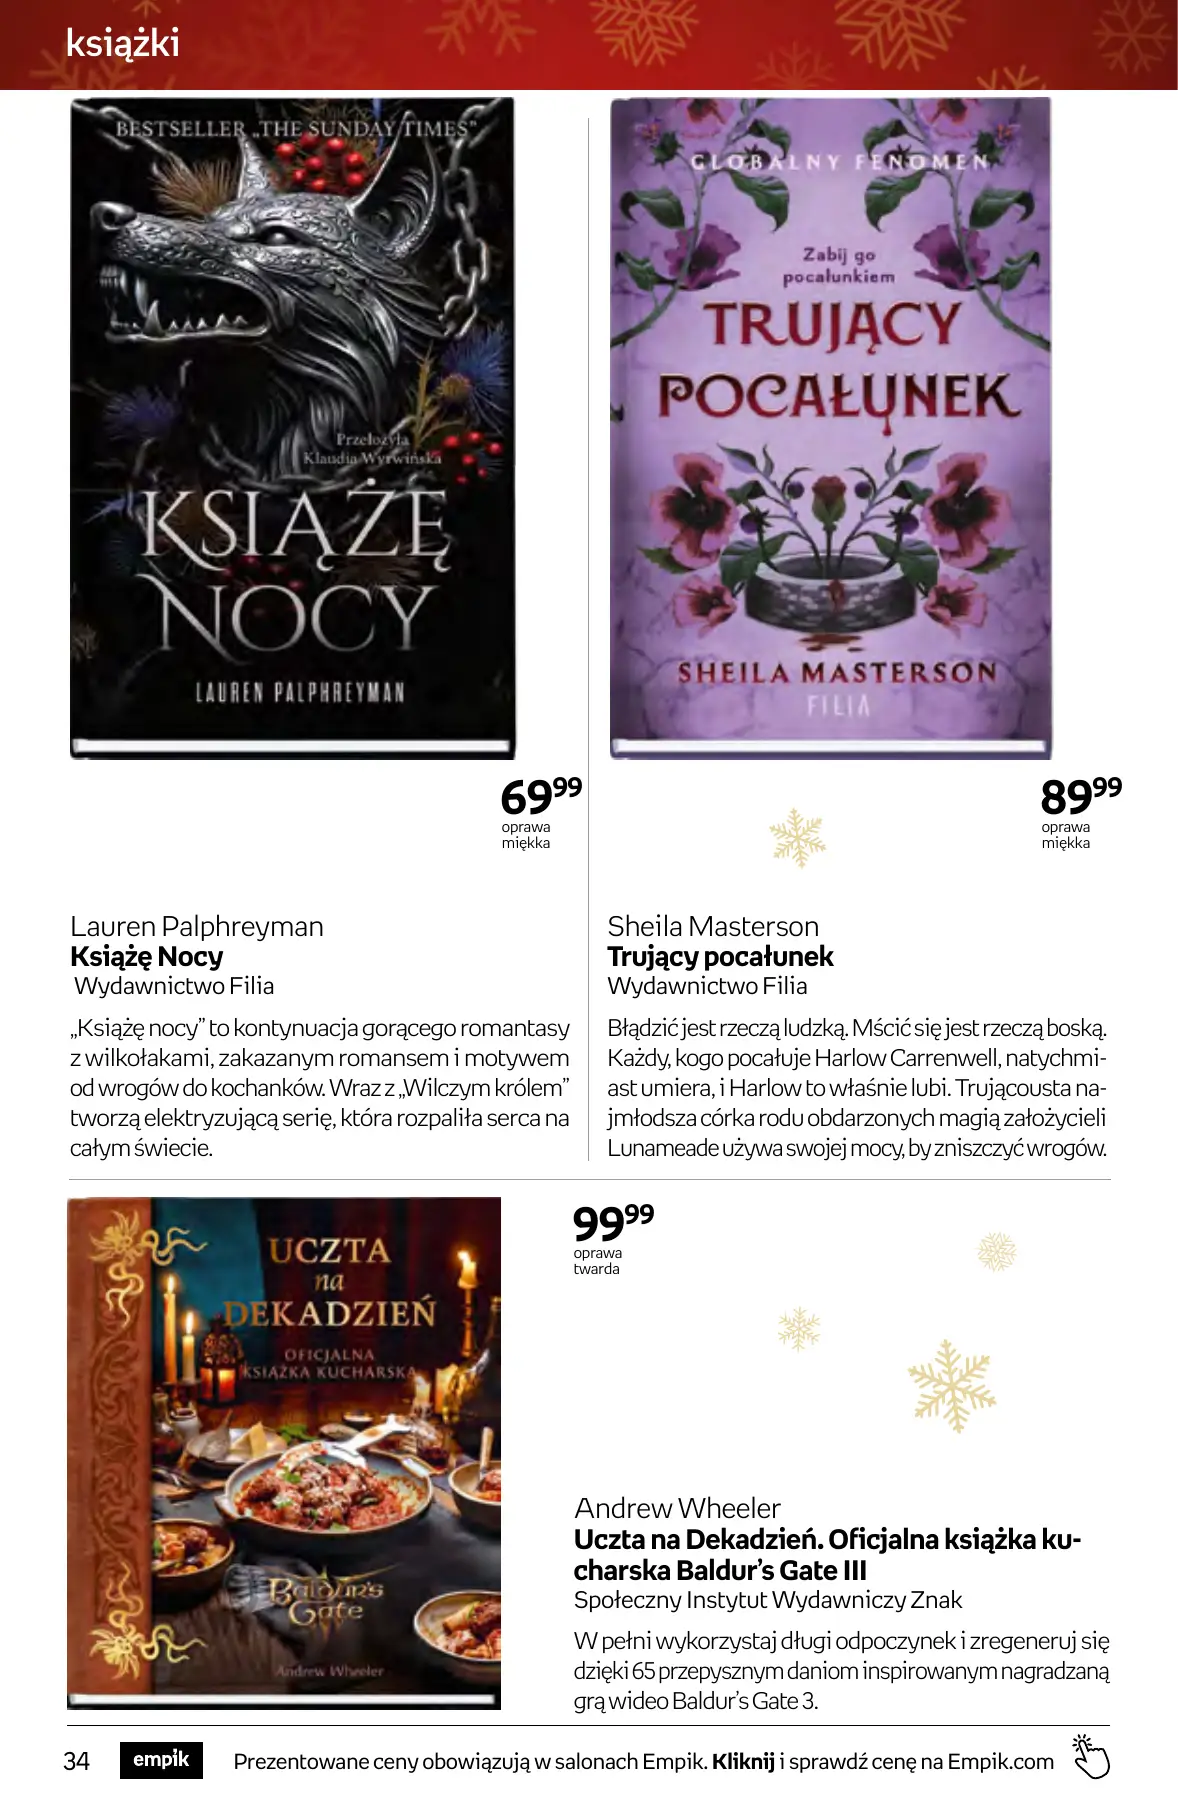 książki
BESTSELLER „THE SUNDAY TIMES”
Przełożyła
Klaudia Wyrwińska
KSIĄŻĘ
NOCY
LAUREN PALPHREYMAN
69⁹⁹
oprawa
miękka
Lauren Palphreyman
Książę Nocy
Wydawnictwo Filia
„Książę nocy” to kontynuacja gorącego romantasy
z wilkołakami, zakazanym romansem i motywem
od wrogów do kochanków. Wraz z „Wilczym królem”
tworzą elektryzującą serię, która rozpaliła serca na
całym świecie.
GLOBALNY FENOMEN
Zabij go
pocałunkiem
TRUJĄCY
POCAŁUNEK
SHEILA MASTERSON
FILIA
89⁹⁹
oprawa
miękka
Sheila Masterson
Trujący pocałunek
Wydawnictwo Filia
Błądzić jest rzeczą ludzką. Mścić się jest rzeczą boską.
Każdy, kogo pocałuje Harlow Carrenwell, natychmi-
ast umiera, i Harlow to właśnie lubi. Trującousta na-
jmłodsza córka rodu obdarzonych magią założycieli
Lunameade używa swojej mocy, by zniszczyć wrogów.
UCZTA
na
DEKADZIEŃ
OFICJALNA
KSIĄŻKA KUCHARSKA
BALDUR'S
GATE
Andrew Wheeler
99⁹⁹
oprawa
twarda
Andrew Wheeler
Uczta na Dekadzień. Oficjalna książka ku-
charska Baldur’s Gate III
Społeczny Instytut Wydawniczy Znak
W pełni wykorzystaj długi odpoczynek i zregeneruj się
dzięki 65 przepysznym daniom inspirowanym nagradzaną
grą wideo Baldur’s Gate 3.
34
empik
Prezentowane ceny obowiązują w salonach Empik. Kliknij i sprawdź cenę na Empik.com